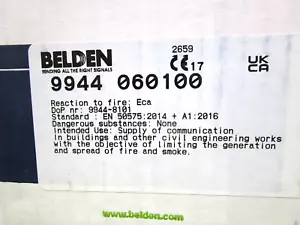 BELDEN
SENDING ALL THE RIGHT SIGNALS
2659
CE 17
UK
CA
9944 060100
Reaction to fire: Eca
DoP nr: 9944-8101
Standard : EN 50575:2014 + A1:2016
Dangerous substances: None
Intended Use: Supply of communication
In buildings and other civil engineering works
with the objective of limiting the generation
and spread of fire and smoke.
www.belden.com